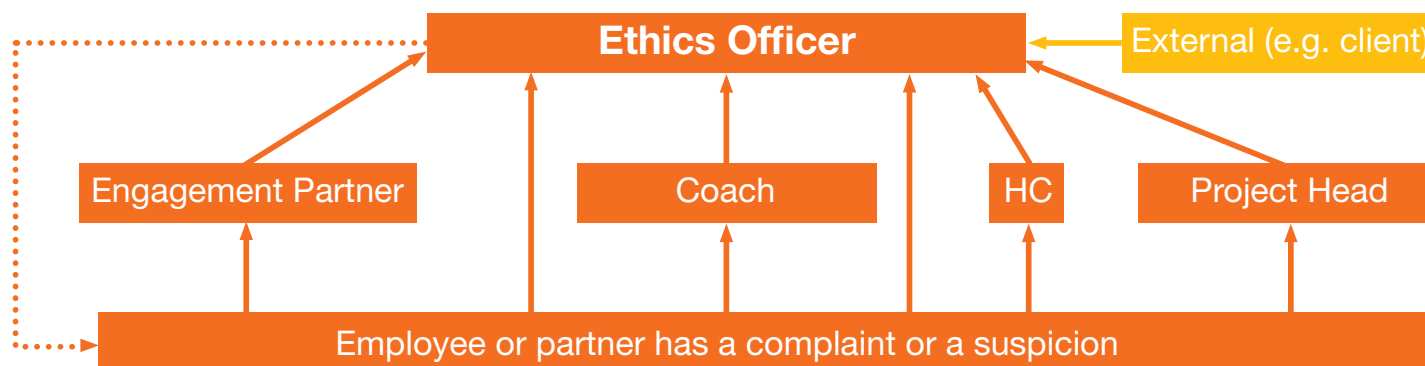 Ethics Officer
External (e.g. client)
Engagement Partner
Coach
HC
Project Head
Employee or partner has a complaint or a suspicion